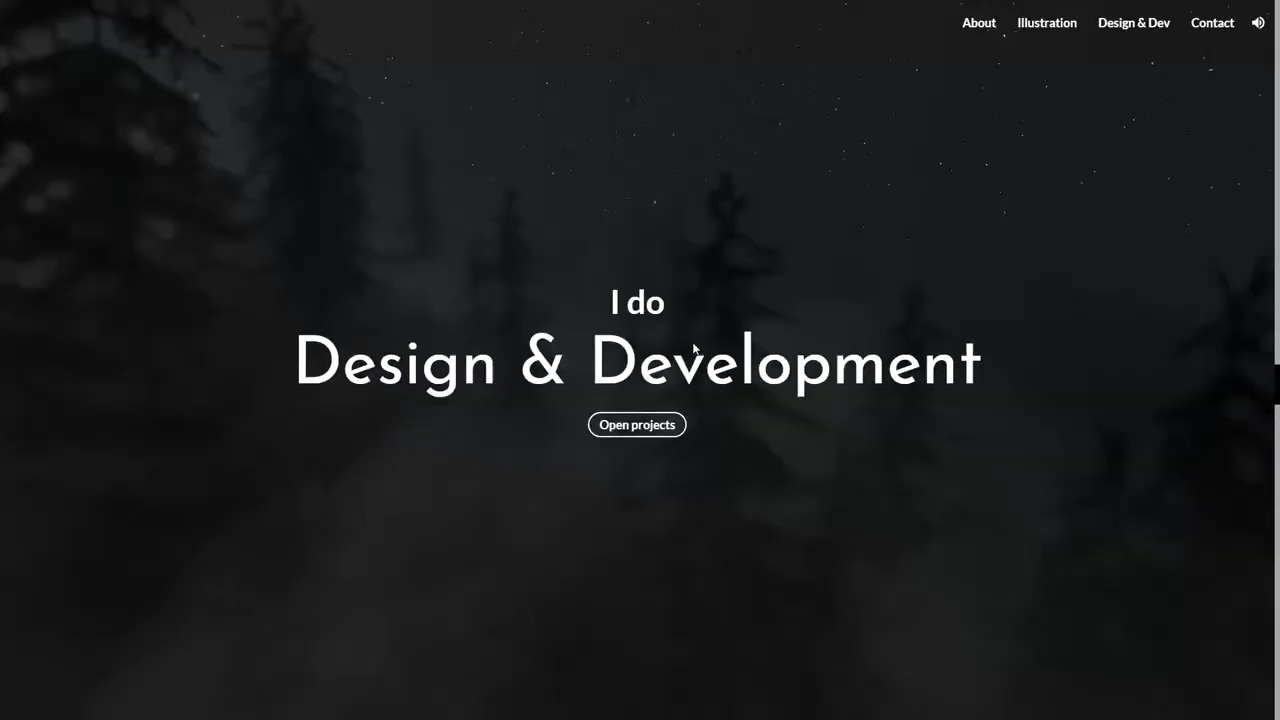 About Illustration Design & Dev Contact
I do
Design & Development
Open projects